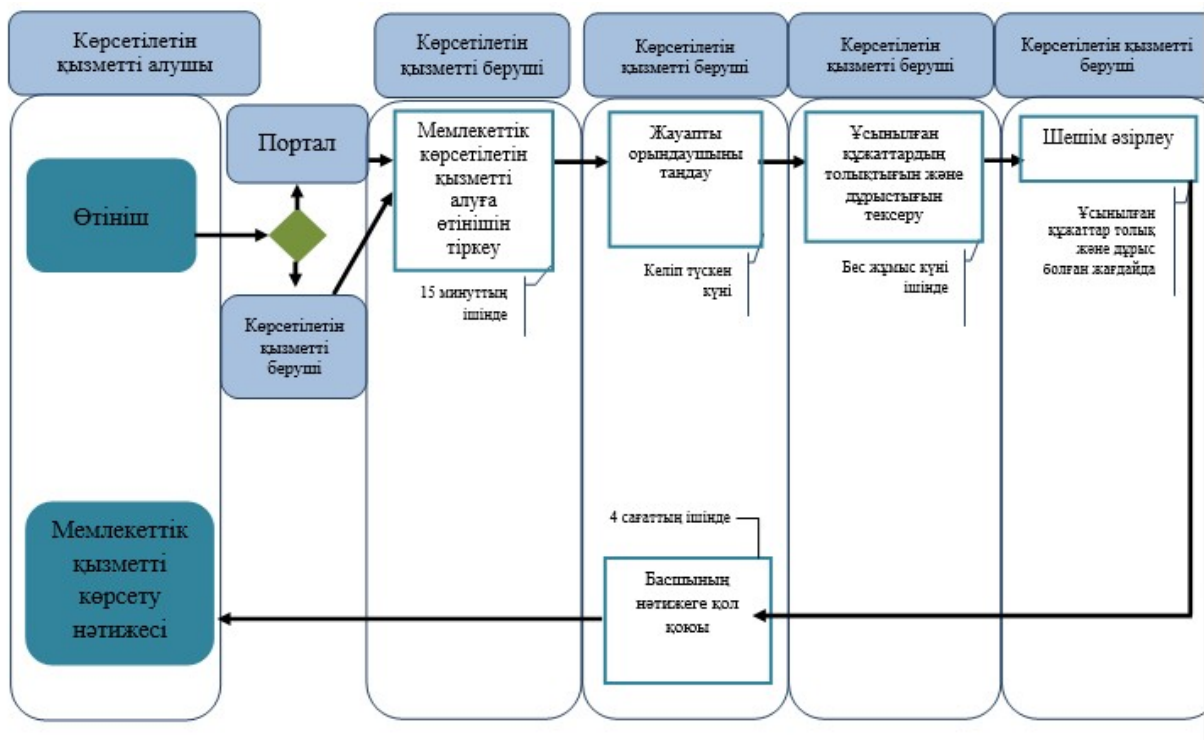 Көрсетілетін
қызметті алушы
Көрсетілетін
қызметті беруші
Көрсетілетін
қызметті беруші
Көрсетілетін
қызметті беруші
Көрсетілетін қызметті
беруші
Өтініш
Портал
Көрсетілетін
қызметті
беруші
Мемлекеттік
көрсетілетін
қызметті
алуға
өтінішін
тіркеу
15 минуттың
ішінде
Жауапты
орындаушыны
таңдау
Келіп түскен
күні
Ұсынылған
құжаттардың
толықтығын және
дұрыстығын
тексеру
Бес жұмыс күні
ішінде
Шешім әзірлеу
Ұсынылған
құжаттар толық
және дұрыс
болған жағдайда
Мемлекеттік
қызметті
көрсету
нәтижесі
4 сағаттың ішінде
Басшының
нәтижеге қол
қоюы